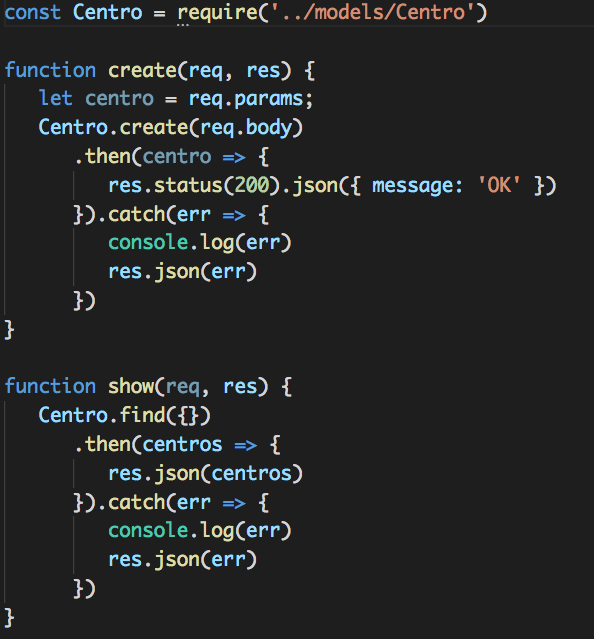 const Centro = require('../models/Centro')

function create(req, res) {
   let centro = req.params;
   Centro.create(req.body)
      .then(centro => {
         res.status(200).json({ message: 'OK' })
      }).catch(err => {
         console.log(err)
         res.json(err)
      })
}

function show(req, res) {
   Centro.find({})
      .then(centros => {
         res.json(centros)
      }).catch(err => {
         console.log(err)
         res.json(err)
      })
}